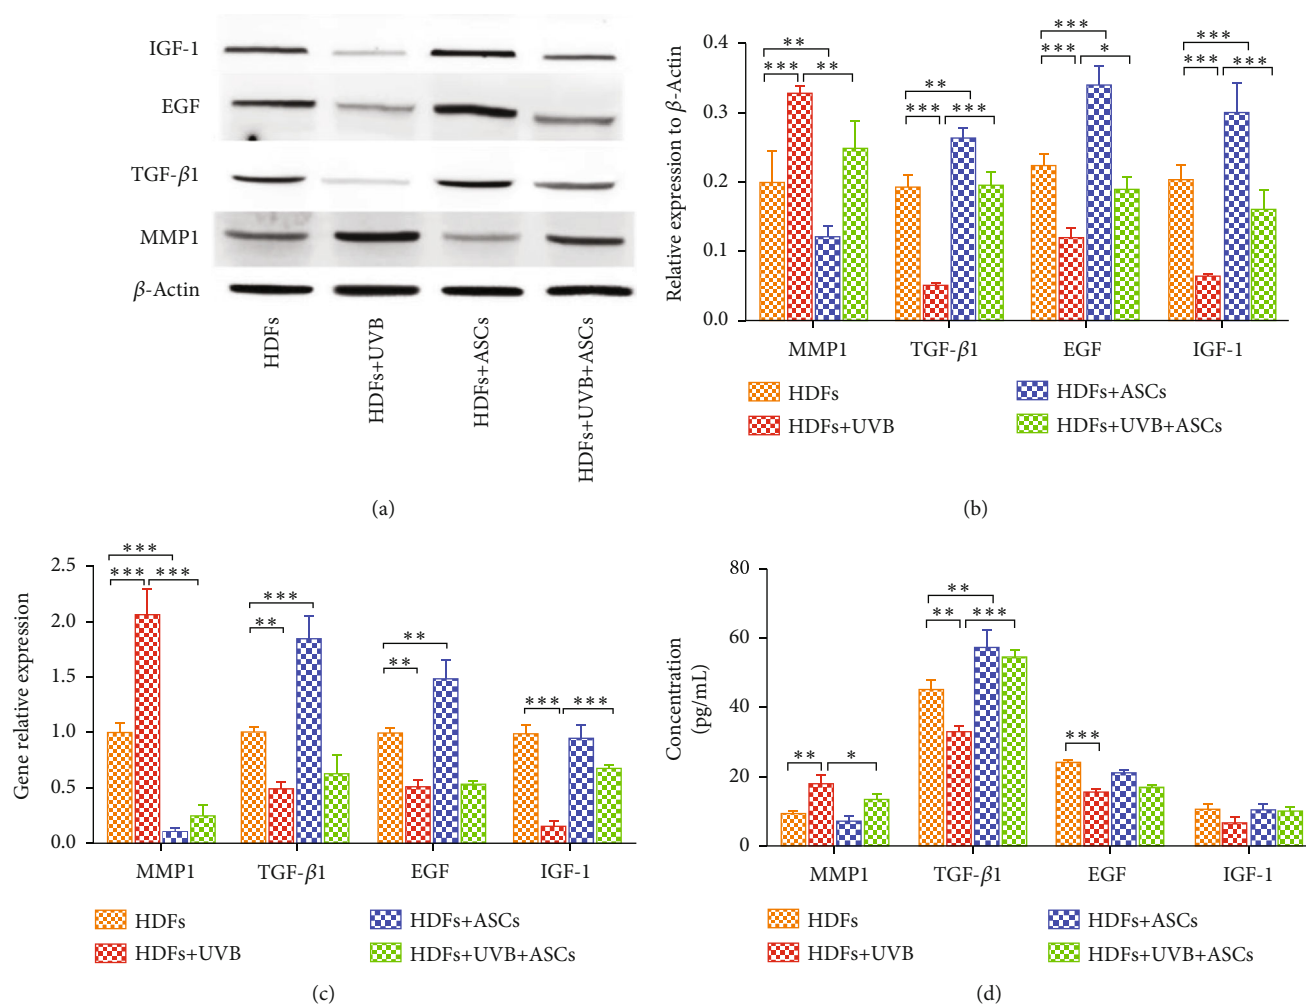 IGF-1
EGF
TGF-β1
MMP1
β-Actin
HDFs
HDFs+UVB
HDFs+ASCs
HDFs+UVB+ASCs
(a)
Relative expression to β-Actin
0.4
0.3
0.2
0.1
0.0
** *** **
** *** ***
*** *** *
*** *** ***
MMP1 TGF-β1 EGF IGF-1
HDFs HDFs+ASCs
HDFs+UVB HDFs+UVB+ASCs
(b)
Gene relative expression
2.5
2.0
1.5
1.0
0.5
0.0
*** *** ***
*** **
** **
*** ***
MMP1 TGF-β1 EGF IGF-1
HDFs HDFs+ASCs
HDFs+UVB HDFs+UVB+ASCs
(c)
Concentration
(pg/mL)
80
60
40
20
0
** *
** ** ***
***
MMP1 TGF-β1 EGF IGF-1
HDFs HDFs+ASCs
HDFs+UVB HDFs+UVB+ASCs
(d)